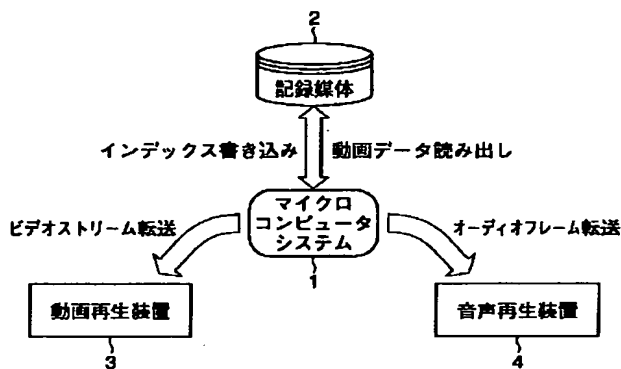 2
記録媒体
インデックス書き込み
動画データ読み出し
マイクロ
コンピュータ
システム
1
ビデオストリーム転送
オーディオフレーム転送
動画再生装置
3
音声再生装置
4